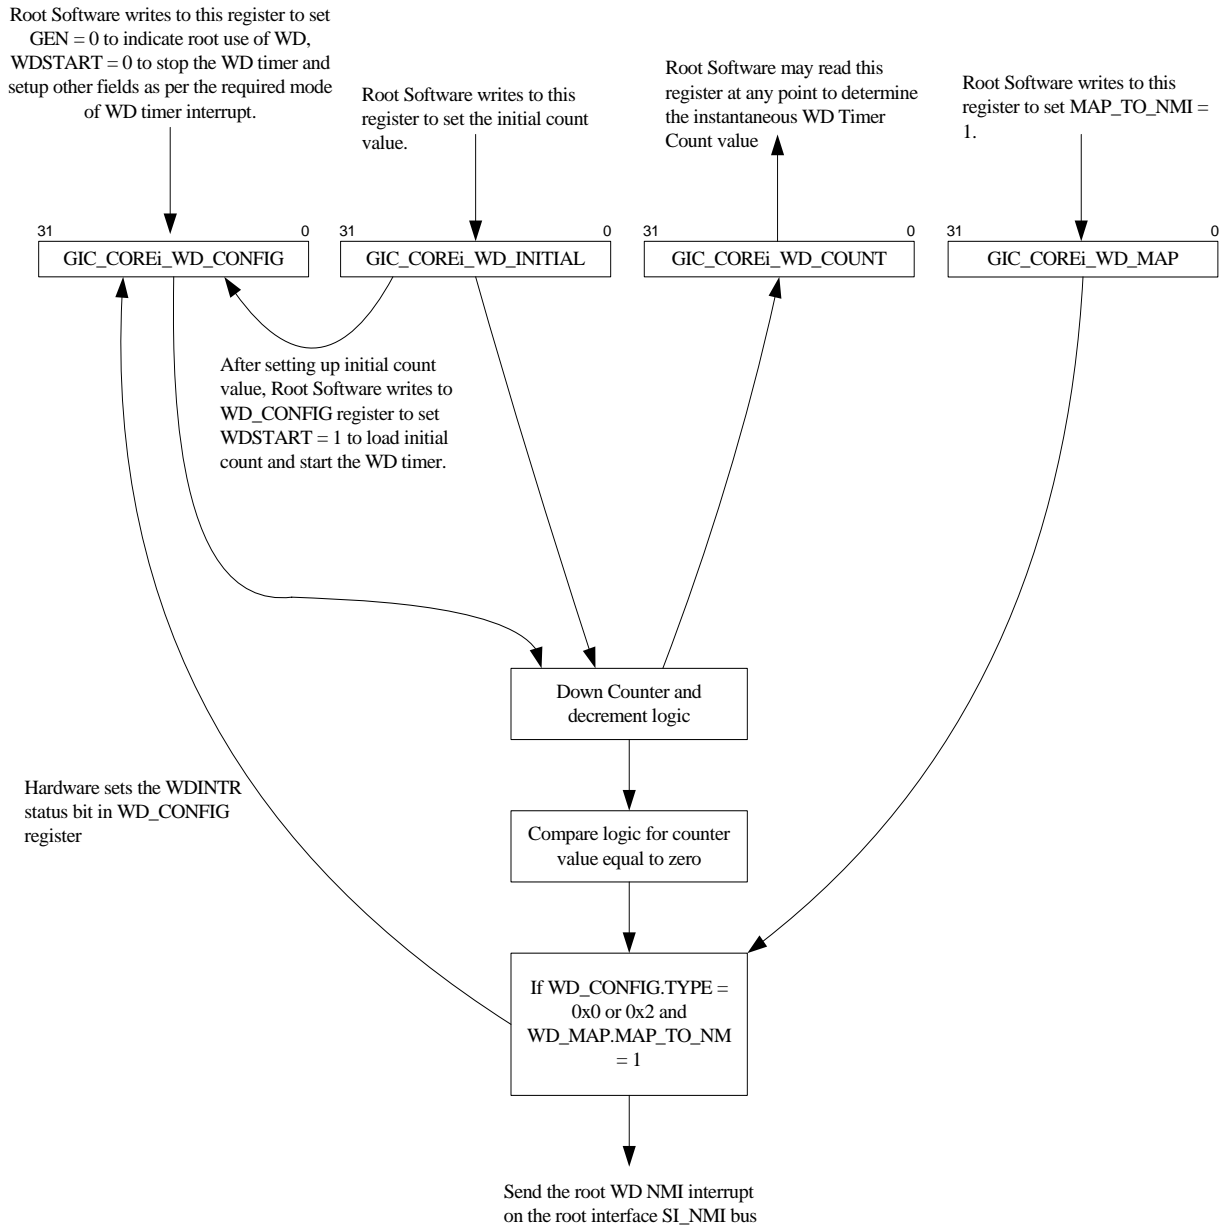 Root Software writes to this register to set
GEN = 0 to indicate root use of WD,
WDSTART = 0 to stop the WD timer and
setup other fields as per the required mode
of WD timer interrupt.
Root Software writes to this
register to set the initial count
value.
Root Software may read this
register at any point to determine
the instantaneous WD Timer
Count value
Root Software writes to this
register to set MAP_TO_NMI =
1.
31 0
GIC_COREi_WD_CONFIG
31 0
GIC_COREi_WD_INITIAL
31 0
GIC_COREi_WD_COUNT
31 0
GIC_COREi_WD_MAP
After setting up initial count
value, Root Software writes to
WD_CONFIG register to set
WDSTART = 1 to load initial
count and start the WD timer.
Down Counter and
decrement logic
Hardware sets the WDINTR
status bit in WD_CONFIG
register
Compare logic for counter
value equal to zero
If WD_CONFIG.TYPE =
0x0 or 0x2 and
WD_MAP.MAP_TO_NM
= 1
Send the root WD NMI interrupt
on the root interface SI_NMI bus